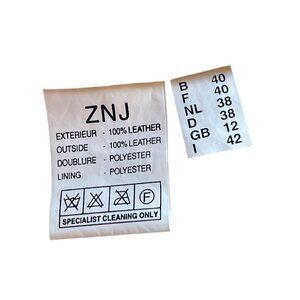 ZNJ
EXTERIEUR - 100% LEATHER
OUTSIDE - 100% LEATHER
DOUBLURE - POLYESTER
LINING - POLYESTER
F
SPECIALIST CLEANING ONLY
B 40
F 40
NL 38
D 38
GB 12
I 42